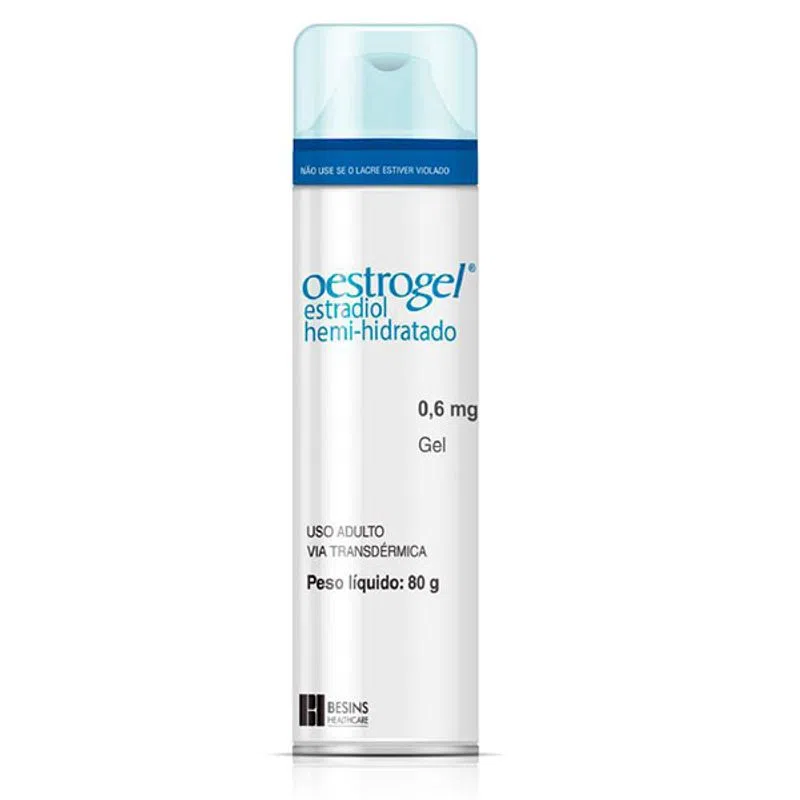 NÃO USE SE O LACRE ESTIVER VIOLADO
oestrogel®
estradiol
hemi-hidratado
0,6 mg
Gel
USO ADULTO
VIA TRANSDÉRMICA
Peso líquido: 80 g
BESINS
HEALTHCARE